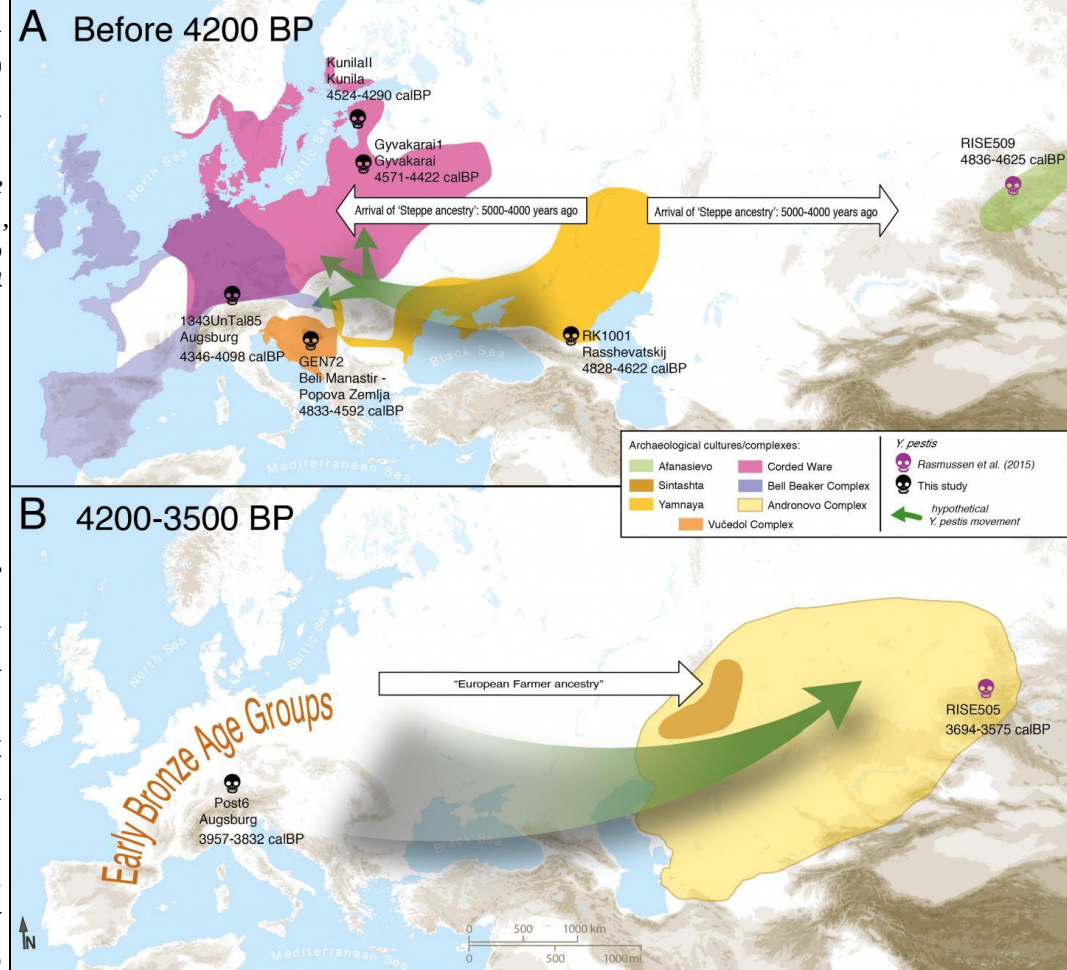 A Before 4200 BP
KunilaII
Kunila
4524-4290 calBP
Gyvakarai1
Gyvakarai
4571-4422 calBP
RISE509
4836-4625 calBP
North Sea
Baltic Sea
Arrival of ‘Steppe ancestry’: 5000-4000 years ago
Arrival of ‘Steppe ancestry’: 5000-4000 years ago
1343UnTal85
Augsburg
4346-4098 calBP
GEN72
Beli Manastir -
Popova Zemlja
4833-4592 calBP
RK1001
Rasshevatskij
4828-4622 calBP
Black Sea
Mediterranean Sea
Archaeological cultures/complexes:
Afanasievo
Corded Ware
Sintashta
Bell Beaker Complex
Yamnaya
Andronovo Complex
Vučedol Complex
Y. pestis
Rasmussen et al. (2015)
This study
hypothetical
Y. pestis movement
B 4200-3500 BP
North Sea
Baltic Sea
“European Farmer ancestry”
Early Bronze Age Groups
RISE505
3694-3575 calBP
Post6
Augsburg
3957-3832 calBP
Black Sea
Mediterranean Sea
N
0 500 1000 km
0 500 1000 mi